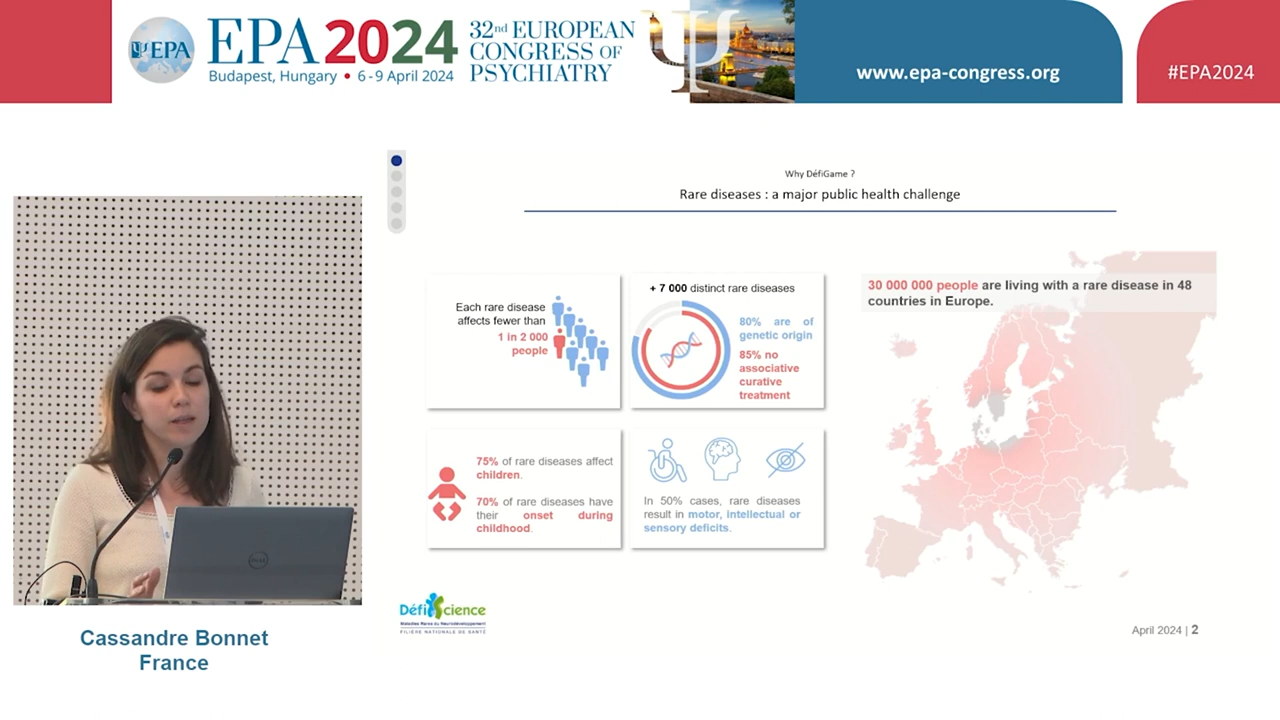 EPA
EPA2024
Budapest, Hungary • 6-9 April 2024
32nd EUROPEAN
CONGRESS OF
PSYCHIATRY
www.epa-congress.org
#EPA2024
Why DéfiGame ?
Rare diseases : a major public health challenge
Each rare disease
affects fewer than
1 in 2 000
people
+ 7 000 distinct rare diseases
80% are of
genetic origin
85% no
associative
curative
treatment
30 000 000 people are living with a rare disease in 48
countries in Europe.
75% of rare diseases affect
children.
70% of rare diseases have
their onset during
childhood.
In 50% cases, rare diseases
result in motor, intellectual or
sensory deficits.
DéfiScience
Maladies Rares du Neurodéveloppement
FILIÈRE NATIONALE DE SANTÉ
April 2024 | 2
DELL
Cassandre Bonnet
France